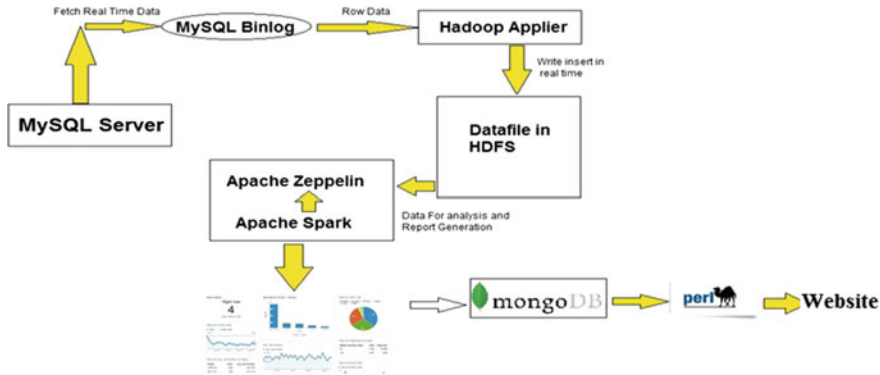 Fetch Real Time Data
MySQL Binlog
Row Data
Hadoop Applier
Write insert in
real time
MySQL Server
Datafile in
HDFS
Apache Zeppelin
Apache Spark
Data For analysis and
Report Generation
4
mongoDB
perl
Website